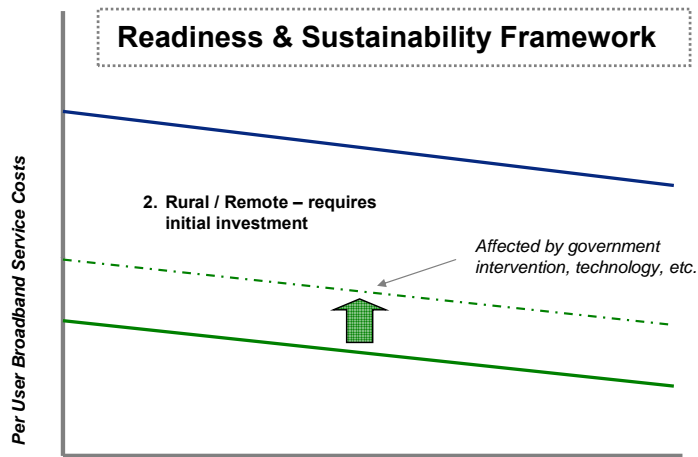 Readiness & Sustainability Framework
Per User Broadband Service Costs
2. Rural / Remote – requires
initial investment
Affected by government
intervention, technology, etc.